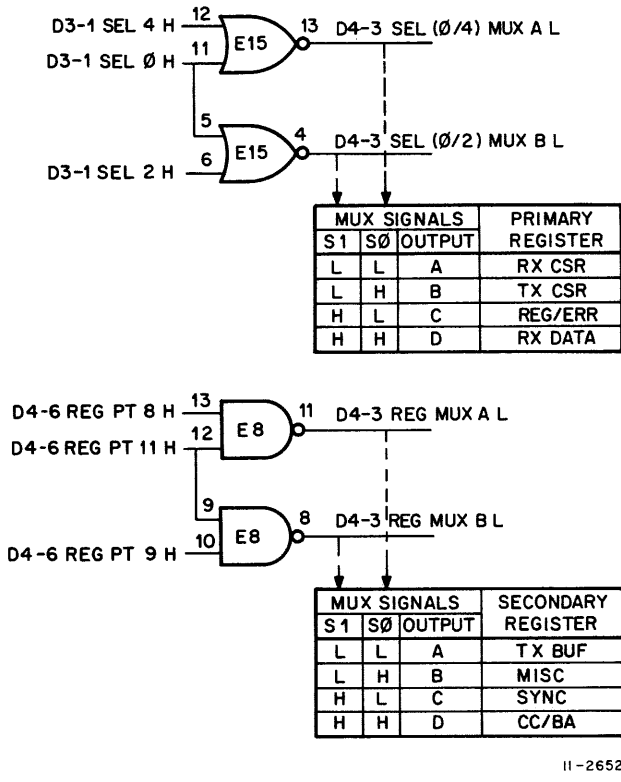 12 13 D4-3 SEL (Ø/4) MUX A L
D3-1 SEL 4 H
E15
11
D3-1 SEL Ø H
5 4 D4-3 SEL (Ø/2) MUX B L
E15
6
D3-1 SEL 2 H
MUX SIGNALS PRIMARY REGISTER
S1 SØ OUTPUT
L L A RX CSR
L H B TX CSR
H L C REG/ERR
H H D RX DATA
13 11 D4-3 REG MUX A L
D4-6 REG PT 8 H
E8
12
D4-6 REG PT 11 H
9 8 D4-3 REG MUX B L
E8
10
D4-6 REG PT 9 H
MUX SIGNALS SECONDARY REGISTER
S1 SØ OUTPUT
L L A TX BUF
L H B MISC
H L C SYNC
H H D CC/BA
11-2652